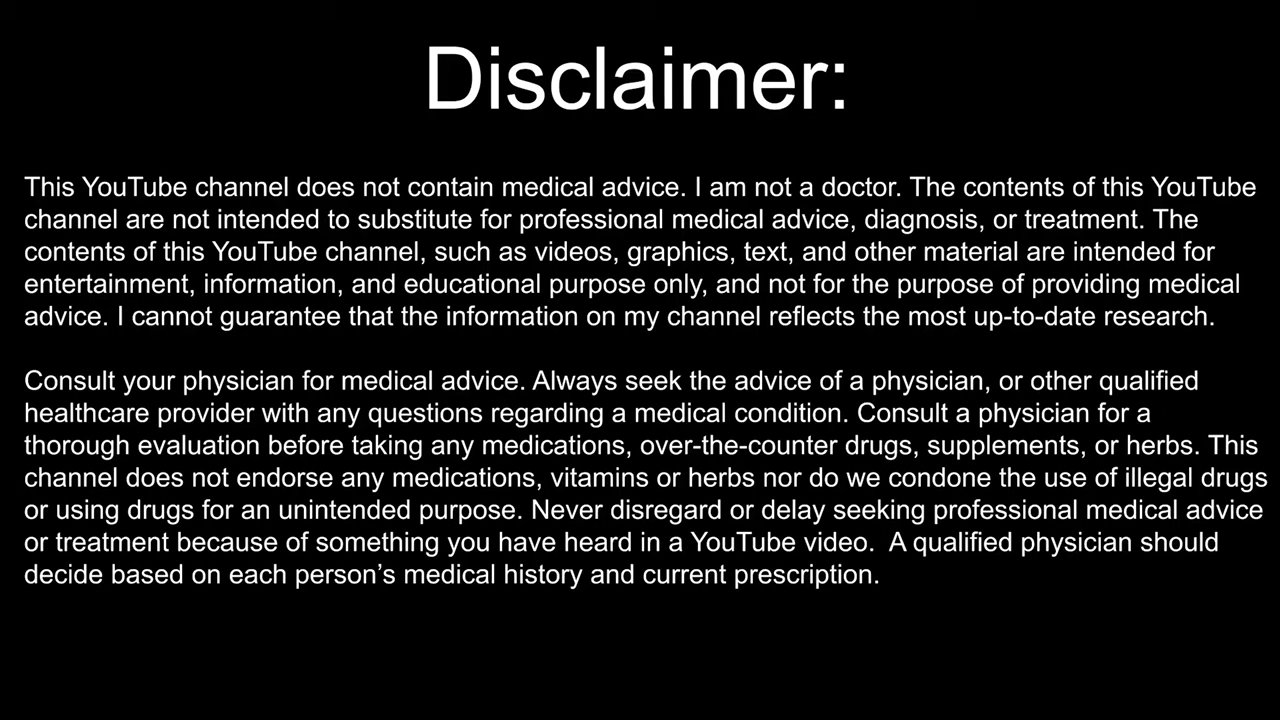 Disclaimer:
This YouTube channel does not contain medical advice. I am not a doctor. The contents of this YouTube
channel are not intended to substitute for professional medical advice, diagnosis, or treatment. The
contents of this YouTube channel, such as videos, graphics, text, and other material are intended for
entertainment, information, and educational purpose only, and not for the purpose of providing medical
advice. I cannot guarantee that the information on my channel reflects the most up-to-date research.
Consult your physician for medical advice. Always seek the advice of a physician, or other qualified
healthcare provider with any questions regarding a medical condition. Consult a physician for a
thorough evaluation before taking any medications, over-the-counter drugs, supplements, or herbs. This
channel does not endorse any medications, vitamins or herbs nor do we condone the use of illegal drugs
or using drugs for an unintended purpose. Never disregard or delay seeking professional medical advice
or treatment because of something you have heard in a YouTube video.  A qualified physician should
decide based on each person’s medical history and current prescription.